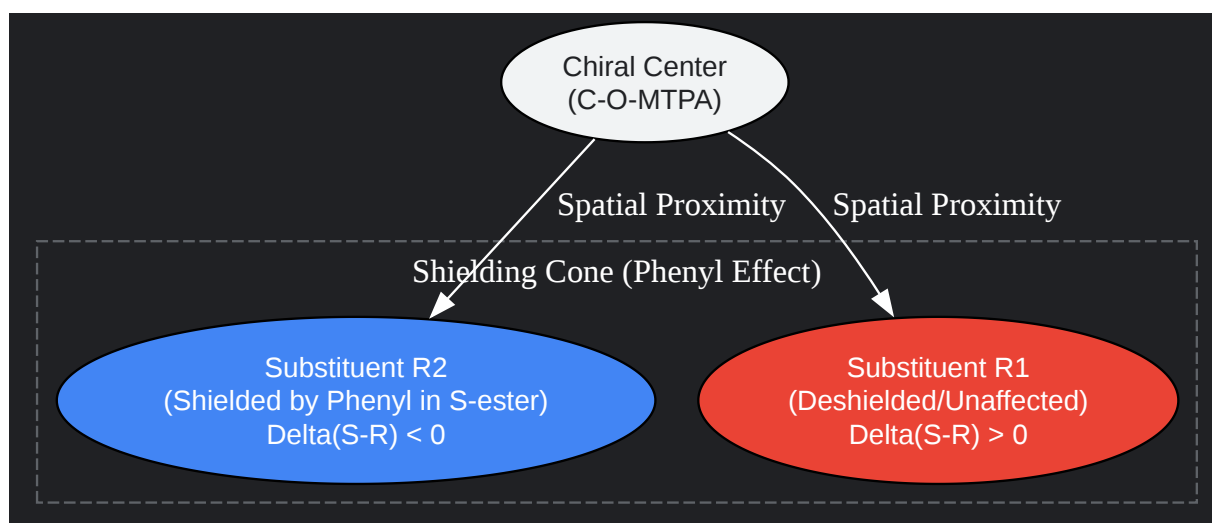 Chiral Center
(C-O-MTPA)
Spatial Proximity
Spatial Proximity
Shielding Cone (Phenyl Effect)
Substituent R2
(Shielded by Phenyl in S-ester)
Delta(S-R) < 0
Substituent R1
(Deshielded/Unaffected)
Delta(S-R) > 0